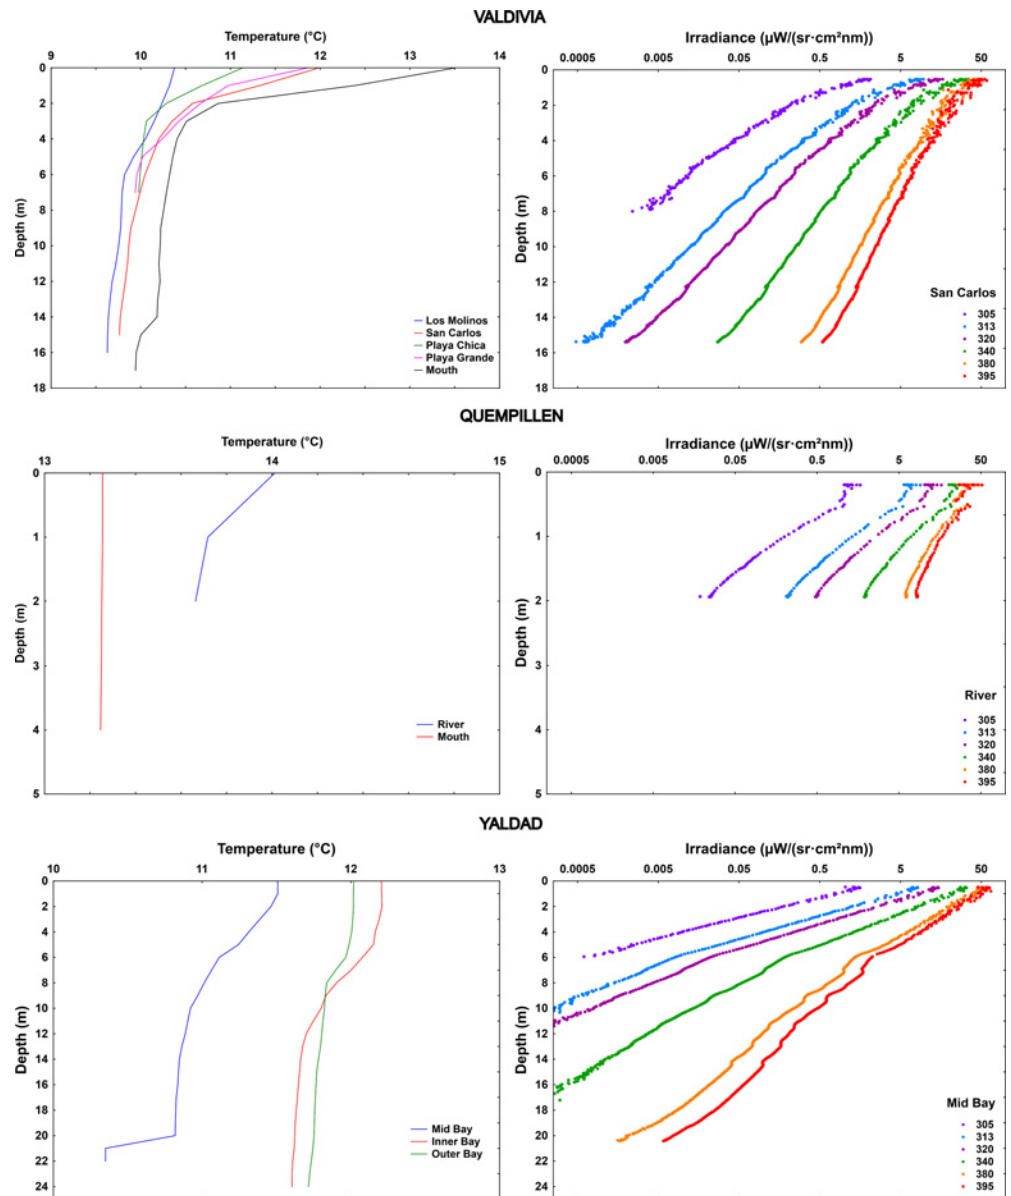 VALDIVIA
Temperature (°C)
9 10 11 12 13 14
Depth (m)
0
2
4
6
8
10
12
14
16
18
Los Molinos
San Carlos
Playa Chica
Playa Grande
Mouth
Irradiance (µW/(sr·cm²nm))
0.0005 0.005 0.05 0.5 5 50
Depth (m)
0
2
4
6
8
10
12
14
16
18
San Carlos
305
313
320
340
380
395
QUEMPILLEN
Temperature (°C)
13 14 15
Depth (m)
0
1
2
3
4
5
River
Mouth
Irradiance (µW/(sr·cm²nm))
0.0005 0.005 0.05 0.5 5 50
Depth (m)
0
1
2
3
4
5
River
305
313
320
340
380
395
YALDAD
Temperature (°C)
10 11 12 13
Depth (m)
0
2
4
6
8
10
12
14
16
18
20
22
24
Mid Bay
Inner Bay
Outer Bay
Irradiance (µW/(sr·cm²nm))
0.0005 0.005 0.05 0.5 5 50
Depth (m)
0
2
4
6
8
10
12
14
16
18
20
22
24
Mid Bay
305
313
320
340
380
395